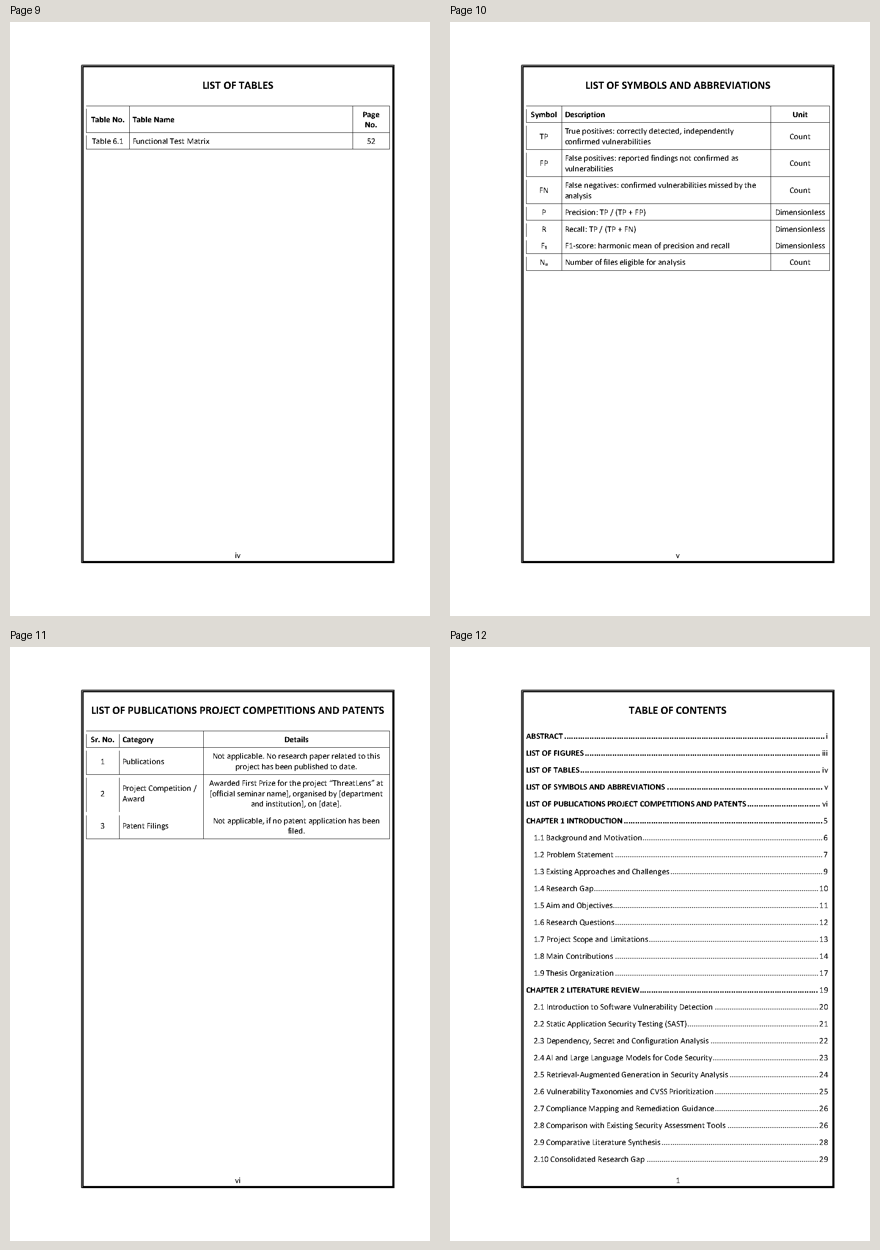 Page 9
LIST OF TABLES
Table No. Table Name Page No.
Table 6.1 Functional Test Matrix 52
iv
Page 10
LIST OF SYMBOLS AND ABBREVIATIONS
Symbol Description Unit
TP True positives: correctly detected, independently confirmed vulnerabilities Count
FP False positives: reported findings not confirmed as vulnerabilities Count
FN False negatives: confirmed vulnerabilities missed by the analysis Count
P Precision: TP / (TP + FP) Dimensionless
R Recall: TP / (TP + FN) Dimensionless
F₁ F1-score: harmonic mean of precision and recall Dimensionless
Nₑ Number of files eligible for analysis Count
v
Page 11
LIST OF PUBLICATIONS PROJECT COMPETITIONS AND PATENTS
Sr. No. Category Details
1 Publications Not applicable. No research paper related to this project has been published to date.
2 Project Competition / Award Awarded First Prize for the project “ThreatLens” at [official seminar name], organised by [department and institution], on [date].
3 Patent Filings Not applicable, if no patent application has been filed.
vi
Page 12
TABLE OF CONTENTS
ABSTRACT i
LIST OF FIGURES iii
LIST OF TABLES iv
LIST OF SYMBOLS AND ABBREVIATIONS v
LIST OF PUBLICATIONS PROJECT COMPETITIONS AND PATENTS vi
CHAPTER 1 INTRODUCTION 5
1.1 Background and Motivation 6
1.2 Problem Statement 7
1.3 Existing Approaches and Challenges 9
1.4 Research Gap 10
1.5 Aim and Objectives 11
1.6 Research Questions 12
1.7 Project Scope and Limitations 13
1.8 Main Contributions 14
1.9 Thesis Organization 17
CHAPTER 2 LITERATURE REVIEW 19
2.1 Introduction to Software Vulnerability Detection 20
2.2 Static Application Security Testing (SAST) 21
2.3 Dependency, Secret and Configuration Analysis 22
2.4 AI and Large Language Models for Code Security 23
2.5 Retrieval-Augmented Generation in Security Analysis 24
2.6 Vulnerability Taxonomies and CVSS Prioritization 25
2.7 Compliance Mapping and Remediation Guidance 26
2.8 Comparison with Existing Security Assessment Tools 26
2.9 Comparative Literature Synthesis 28
2.10 Consolidated Research Gap 29
1